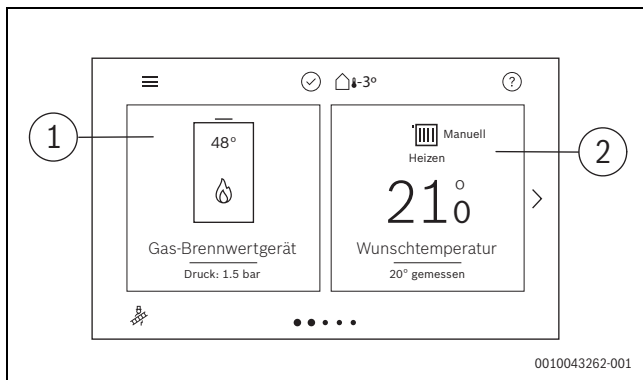 -3°
?
1
48°
Gas-Brennwertgerät
Druck: 1.5 bar
Manuell
Heizen
21°0
Wunschtemperatur
20° gemessen
2
0010043262-001